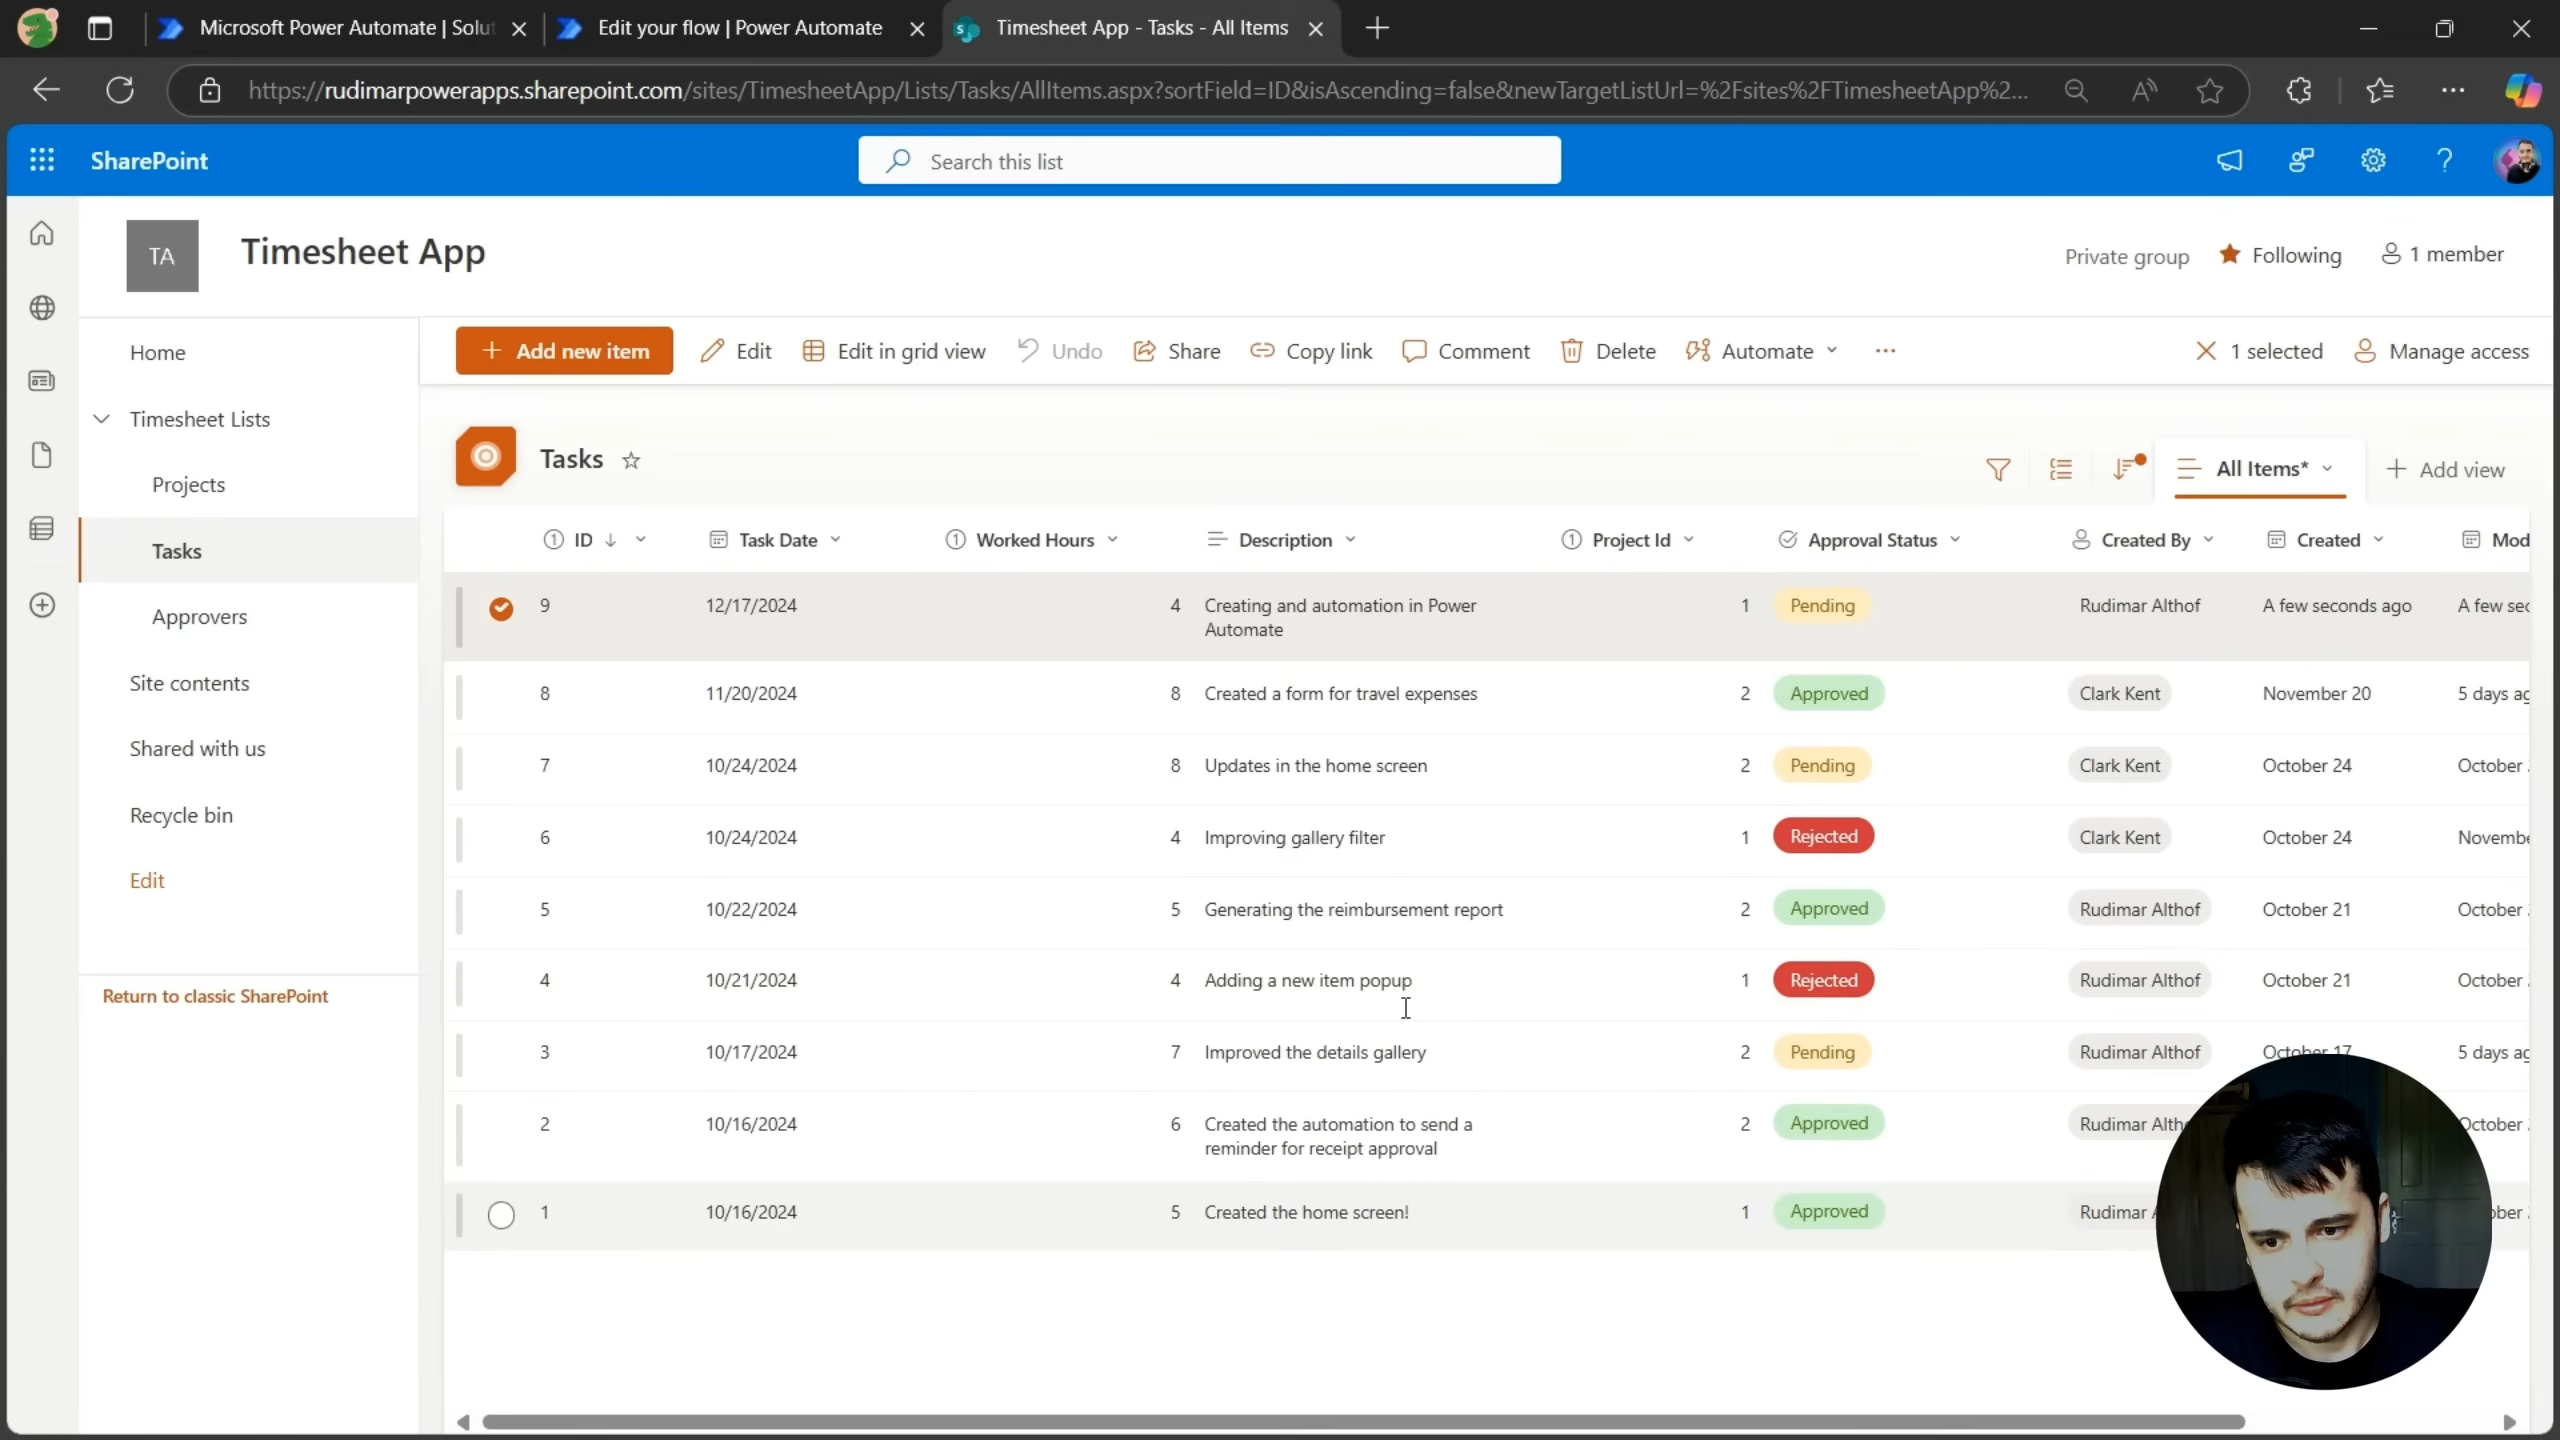 Microsoft Power Automate | Solut
Edit your flow | Power Automate
Timesheet App - Tasks - All Items
https://rudimarpowerapps.sharepoint.com/sites/TimesheetApp/Lists/Tasks/AllItems.aspx?sortField=ID&isAscending=false&newTargetListUrl=%2Fsites%2FTimesheetApp%2...
SharePoint
Search this list
TA
Timesheet App
Private group
Following
1 member
Home
Timesheet Lists
Projects
Tasks
Approvers
Site contents
Shared with us
Recycle bin
Edit
Return to classic SharePoint
Add new item
Edit
Edit in grid view
Undo
Share
Copy link
Comment
Delete
Automate
1 selected
Manage access
Tasks
All Items*
Add view
ID Task Date Worked Hours Description Project Id Approval Status Created By Created Mod
9 12/17/2024 4 Creating and automation in Power 1 Pending Rudimar Althof A few seconds ago A few sec
Automate
8 11/20/2024 8 Created a form for travel expenses 2 Approved Clark Kent November 20 5 days ag
7 10/24/2024 8 Updates in the home screen 2 Pending Clark Kent October 24 October
6 10/24/2024 4 Improving gallery filter 1 Rejected Clark Kent October 24 Novembe
5 10/22/2024 5 Generating the reimbursement report 2 Approved Rudimar Althof October 21 October
4 10/21/2024 4 Adding a new item popup 1 Rejected Rudimar Althof October 21 October
3 10/17/2024 7 Improved the details gallery 2 Pending Rudimar Althof October 17 5 days ag
2 10/16/2024 6 Created the automation to send a 2 Approved Rudimar Altho October
reminder for receipt approval
1 10/16/2024 5 Created the home screen! 1 Approved Rudimar ober